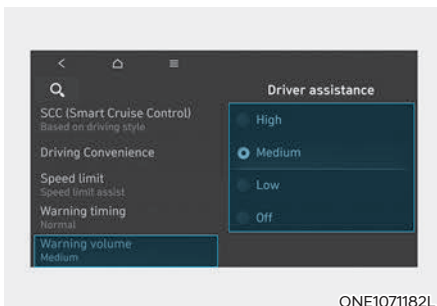 Driver assistance
SCC (Smart Cruise Control)
Based on driving style
Driving Convenience
Speed limit
Speed limit assist
Warning timing
Normal
Warning volume
Medium
High
Medium
Low
Off
ONE1071182L